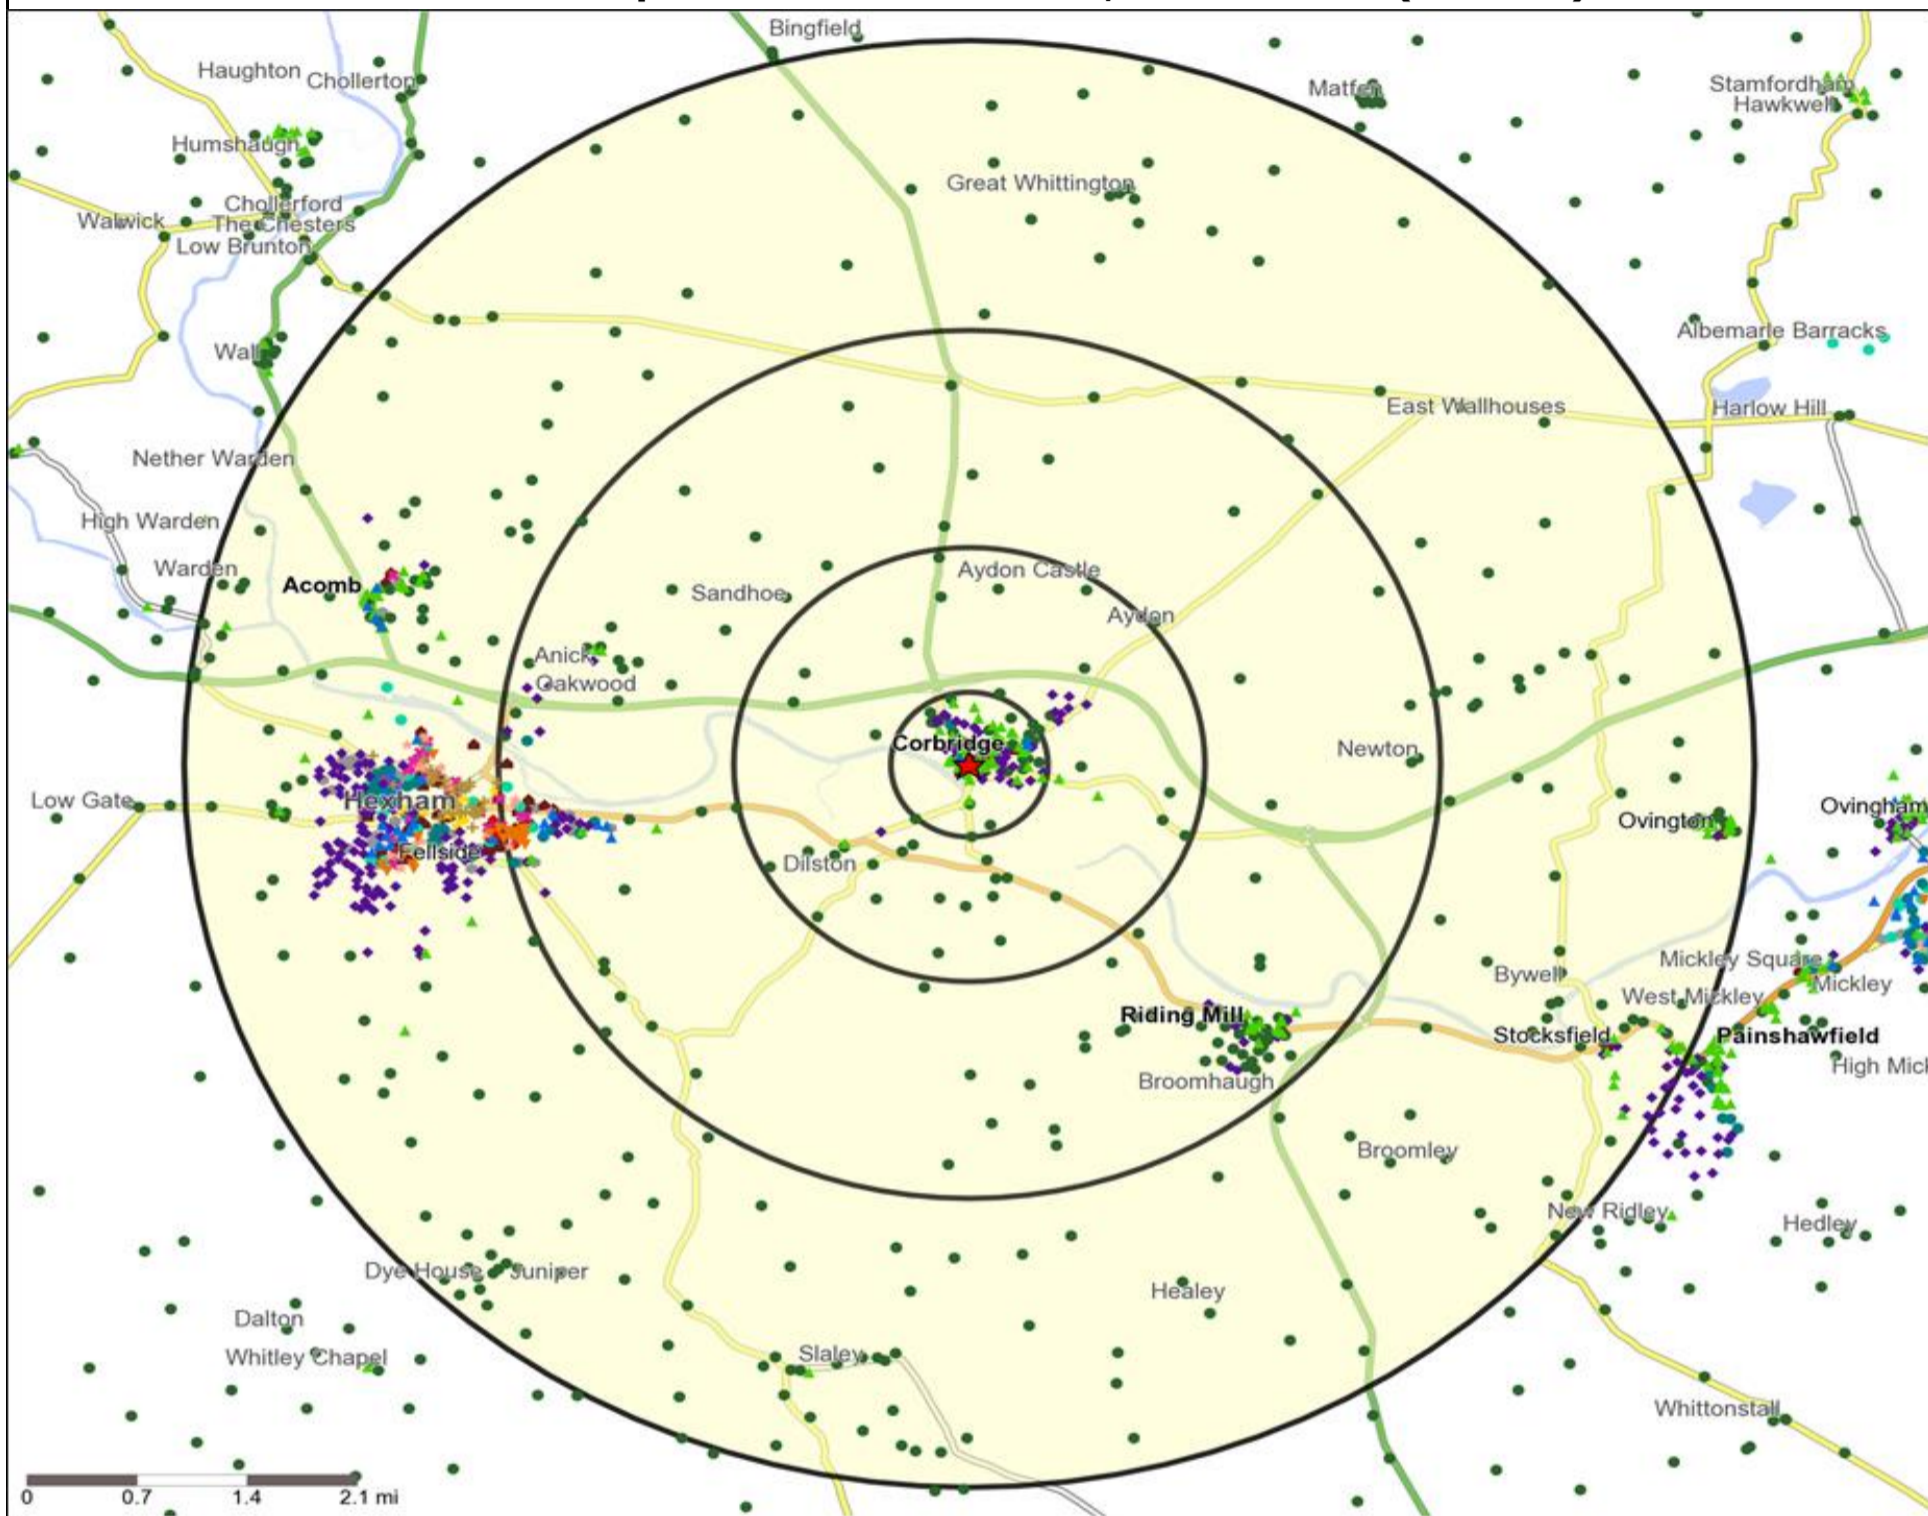 Bingfield
Haughton
Chollerton
Matfen
Stamfordham
Hawkwell
Humshaugh
Great Whittington
Chollerford
Walwick
The Chesters
Low Brunton
Albemarle Barracks
Wall
East Wallhouses
Harlow Hill
Nether Warden
High Warden
Warden
Aydon Castle
Acomb
Sandhoe
Aydon
Anick
Oakwood
Corbridge
Newton
Low Gate
Hexham
Ovingham
Ovington
Fellside
Dilston
Mickley Square
Bywell
Mickley
West Mickley
Riding Mill
Stocksfield
Painshawfield
High Mick
Broomhaugh
Broomley
New Ridley
Hedley
Dye House
Juniper
Healey
Dalton
Slaley
Whitley Chapel
Whittonstall
0 0.7 1.4 2.1 mi